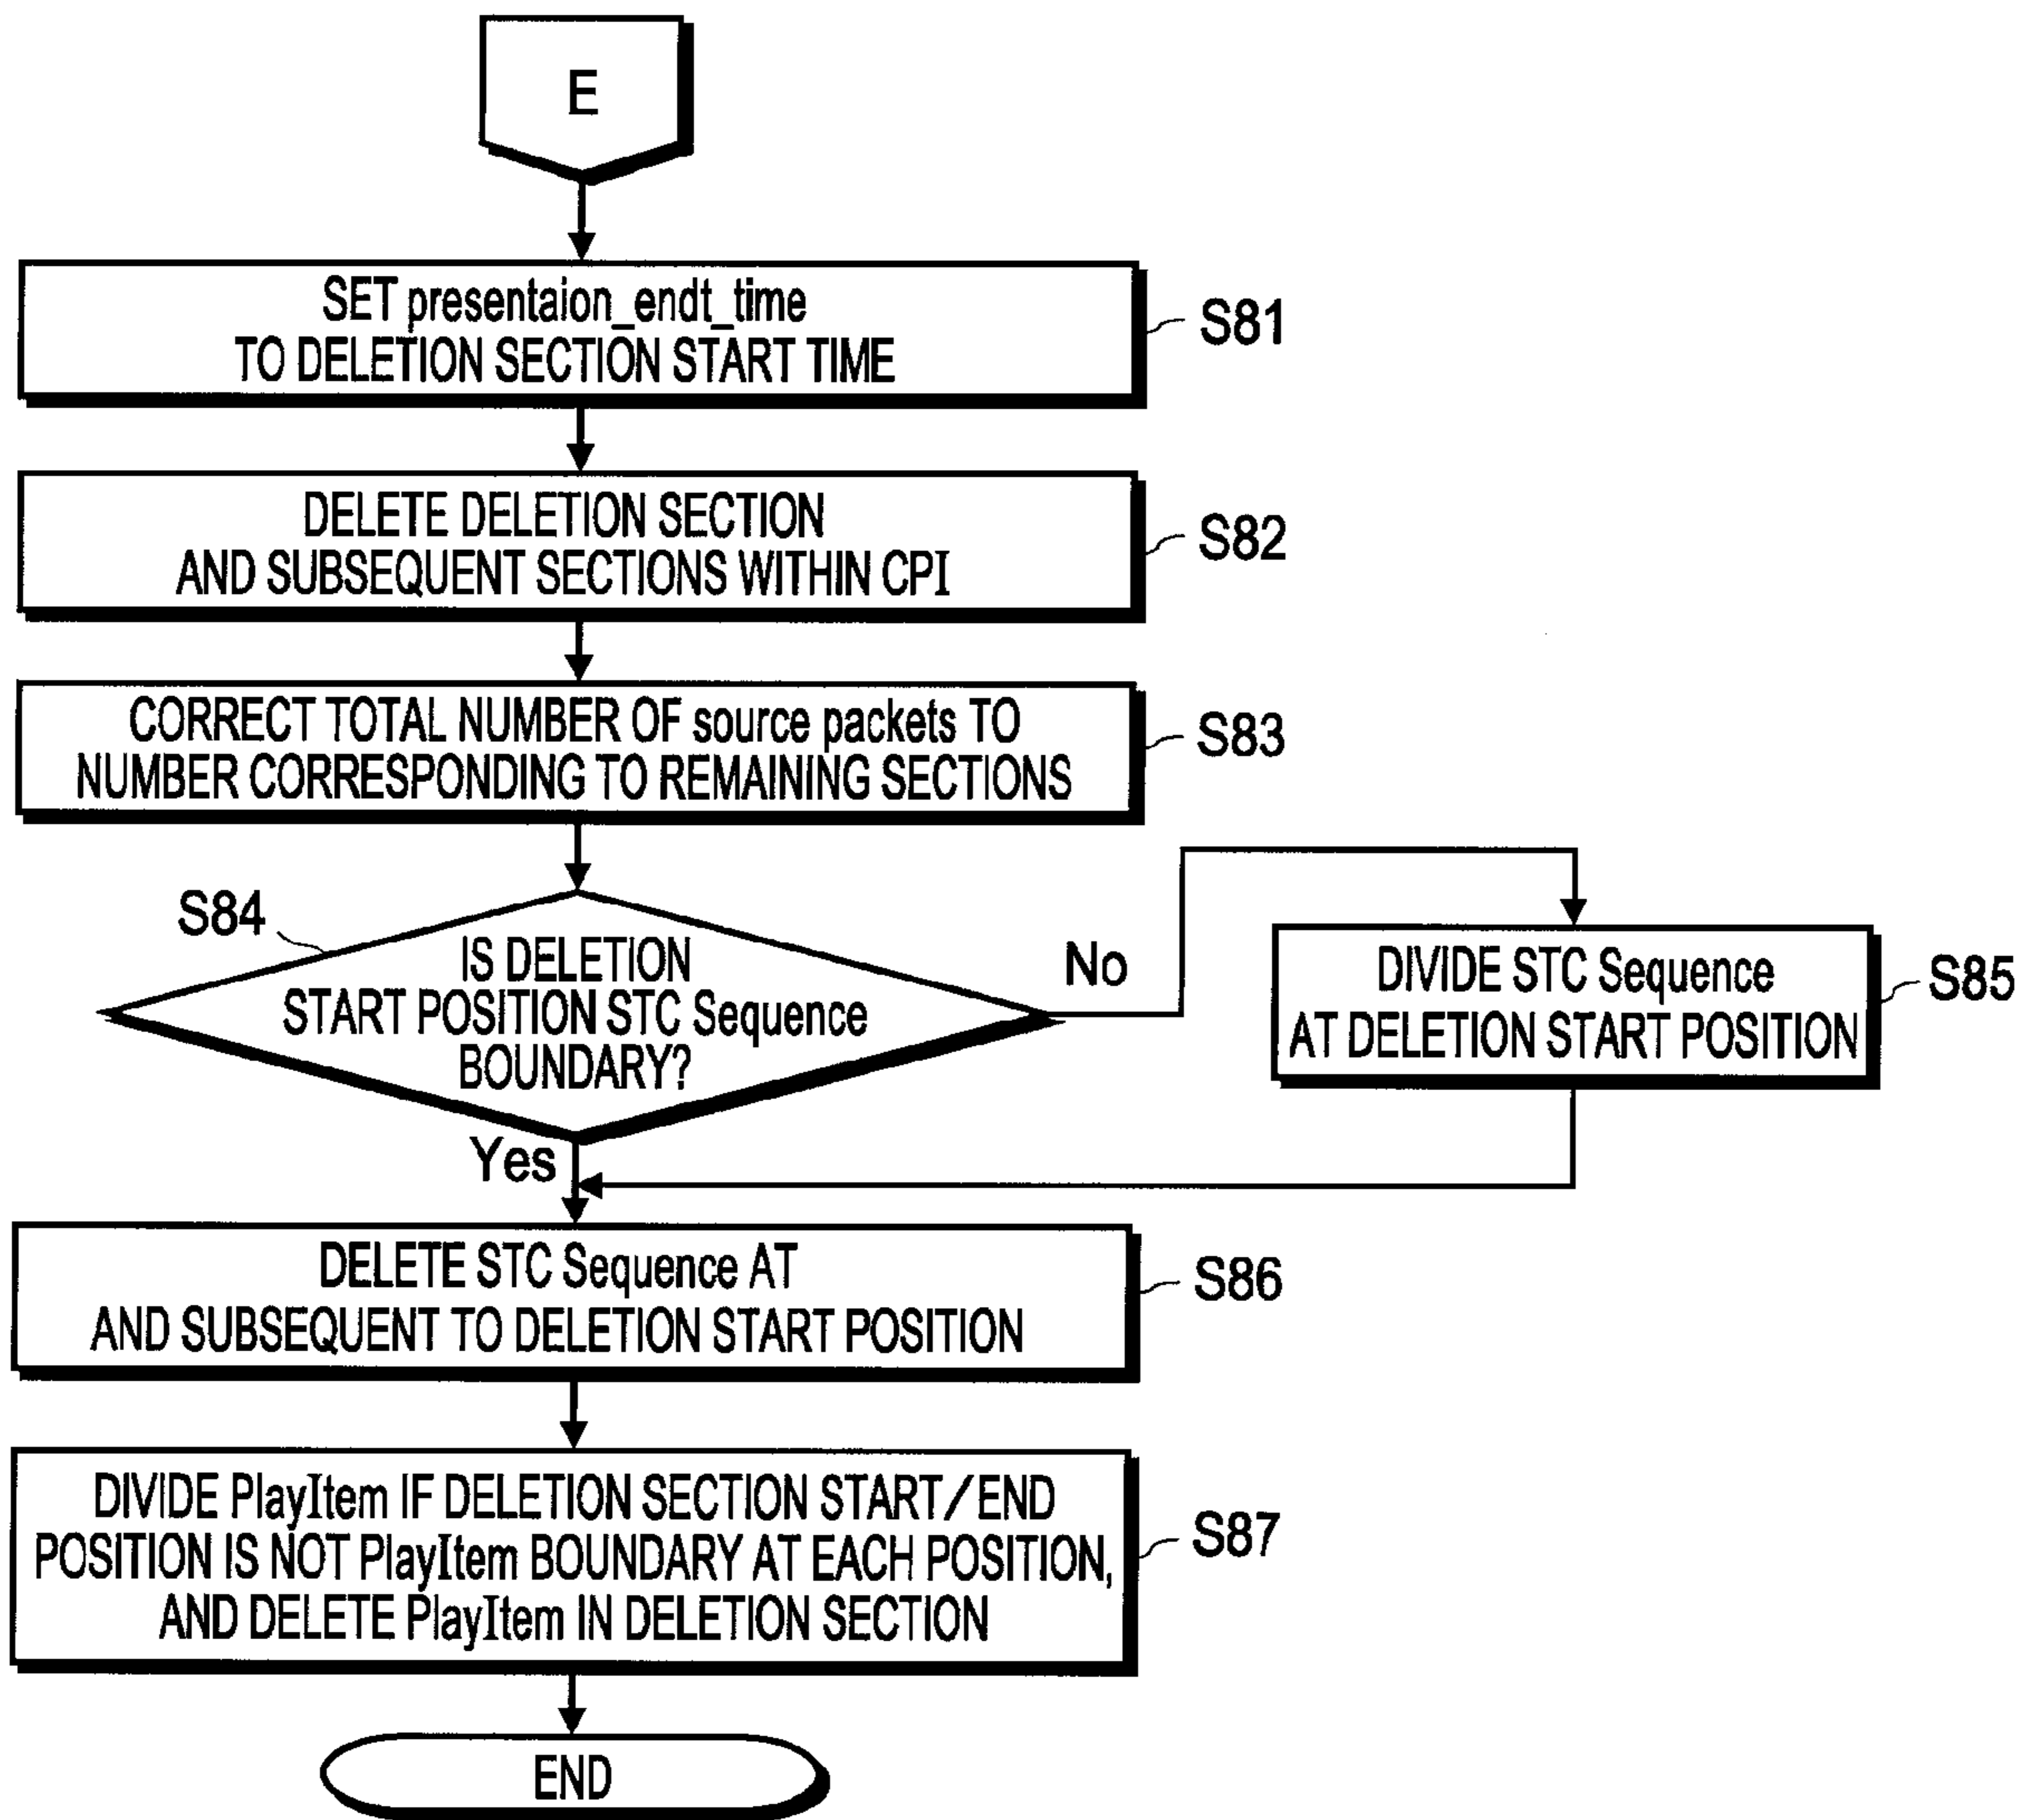 E
SET presentaion_endt_time
TO DELETION SECTION START TIME
S81
DELETE DELETION SECTION
AND SUBSEQUENT SECTIONS WITHIN CPI
S82
CORRECT TOTAL NUMBER OF source packets TO
NUMBER CORRESPONDING TO REMAINING SECTIONS
S83
S84
IS DELETION
START POSITION STC Sequence
BOUNDARY?
No
DIVIDE STC Sequence
AT DELETION START POSITION
S85
Yes
DELETE STC Sequence AT
AND SUBSEQUENT TO DELETION START POSITION
S86
DIVIDE PlayItem IF DELETION SECTION START/END
POSITION IS NOT PlayItem BOUNDARY AT EACH POSITION,
AND DELETE PlayItem IN DELETION SECTION
S87
END